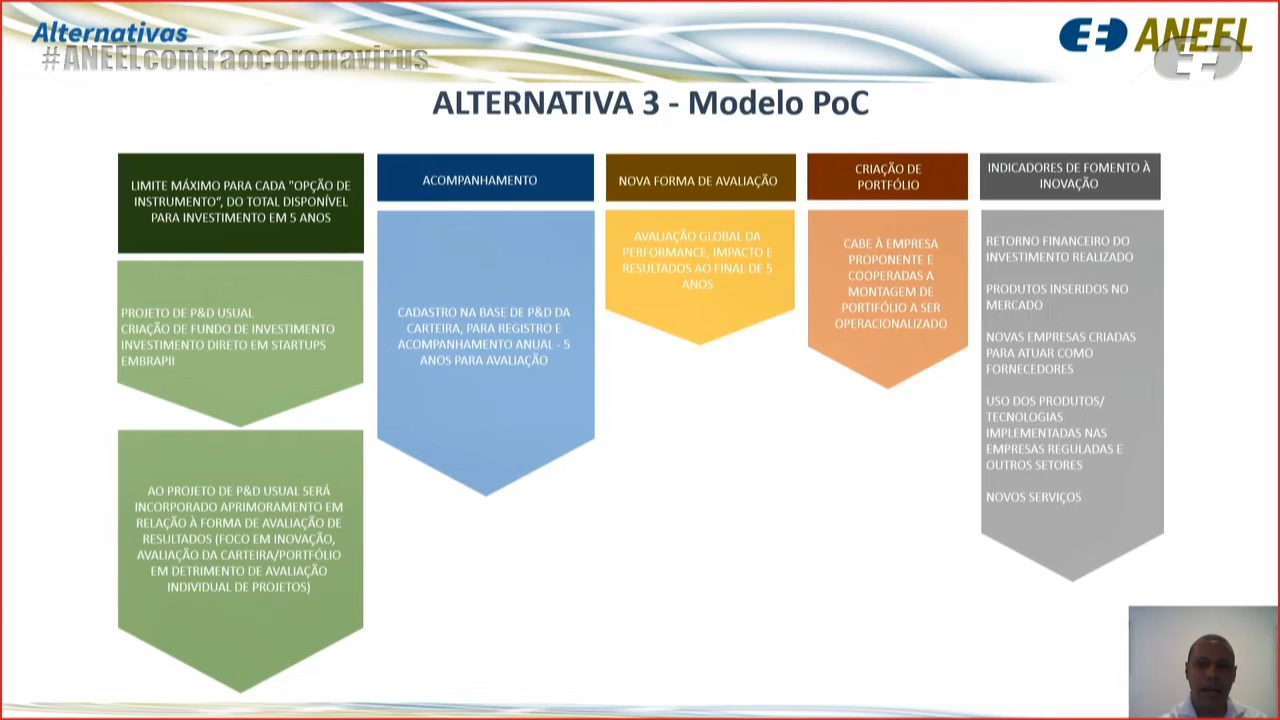 Alternativas
#ANEELcontraocoronavirus
ANEEL
ALTERNATIVA 3 - Modelo PoC
LIMITE MÁXIMO PARA CADA "OPÇÃO DE
INSTRUMENTO”, DO TOTAL DISPONÍVEL
PARA INVESTIMENTO EM 5 ANOS
PROJETO DE P&D USUAL
CRIAÇÃO DE FUNDO DE INVESTIMENTO
INVESTIMENTO DIRETO EM STARTUPS
EMBRAPII
AO PROJETO DE P&D USUAL SERÁ
INCORPORADO APRIMORAMENTO EM
RELAÇÃO À FORMA DE AVALIAÇÃO DE
RESULTADOS (FOCO EM INOVAÇÃO,
AVALIAÇÃO DA CARTEIRA/PORTFÓLIO
EM DETRIMENTO DE AVALIAÇÃO
INDIVIDUAL DE PROJETOS)
ACOMPANHAMENTO
CADASTRO NA BASE DE P&D DA
CARTEIRA, PARA REGISTRO E
ACOMPANHAMENTO ANUAL - 5
ANOS PARA AVALIAÇÃO
NOVA FORMA DE AVALIAÇÃO
AVALIAÇÃO GLOBAL DA
PERFORMANCE, IMPACTO E
RESULTADOS AO FINAL DE 5
ANOS
CRIAÇÃO DE
PORTFÓLIO
CABE À EMPRESA
PROPONENTE E
COOPERADAS A
MONTAGEM DE
PORTIFÓLIO A SER
OPERACIONALIZADO
INDICADORES DE FOMENTO À
INOVAÇÃO
RETORNO FINANCEIRO DO
INVESTIMENTO REALIZADO
PRODUTOS INSERIDOS NO
MERCADO
NOVAS EMPRESAS CRIADAS
PARA ATUAR COMO
FORNECEDORES
USO DOS PRODUTOS/
TECNOLOGIAS
IMPLEMENTADAS NAS
EMPRESAS REGULADAS E
OUTROS SETORES
NOVOS SERVIÇOS